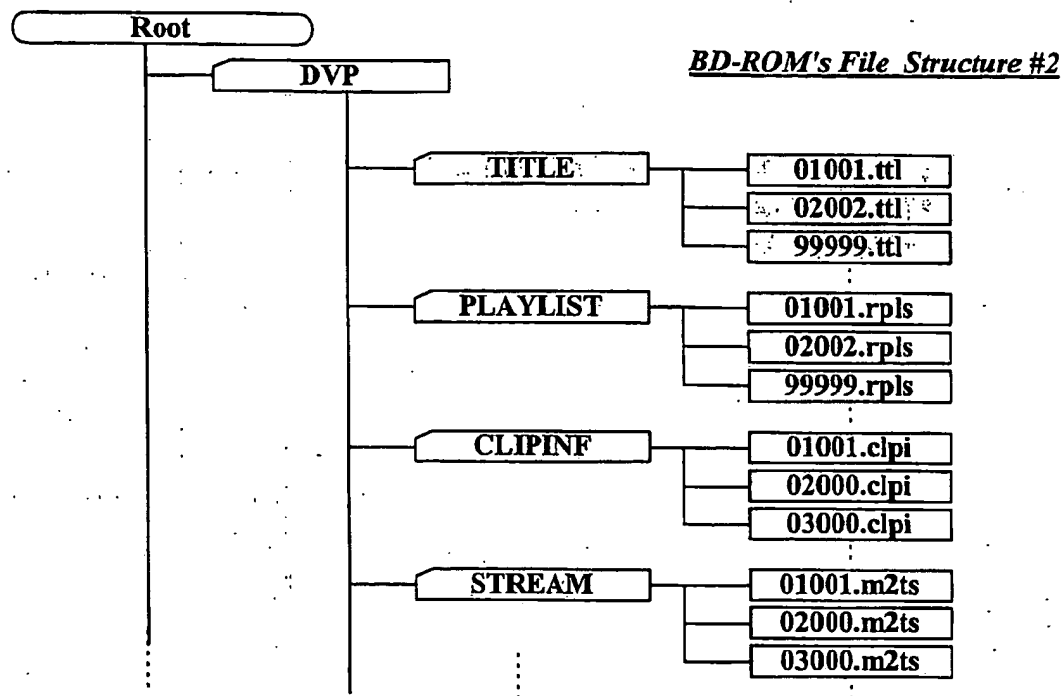 Root
BD-ROM's File Structure #2
DVP
TITLE
01001.ttl
02002.ttl
99999.ttl
PLAYLIST
01001.rpls
02002.rpls
99999.rpls
CLIPINF
01001.clpi
02000.clpi
03000.clpi
STREAM
01001.m2ts
02000.m2ts
03000.m2ts